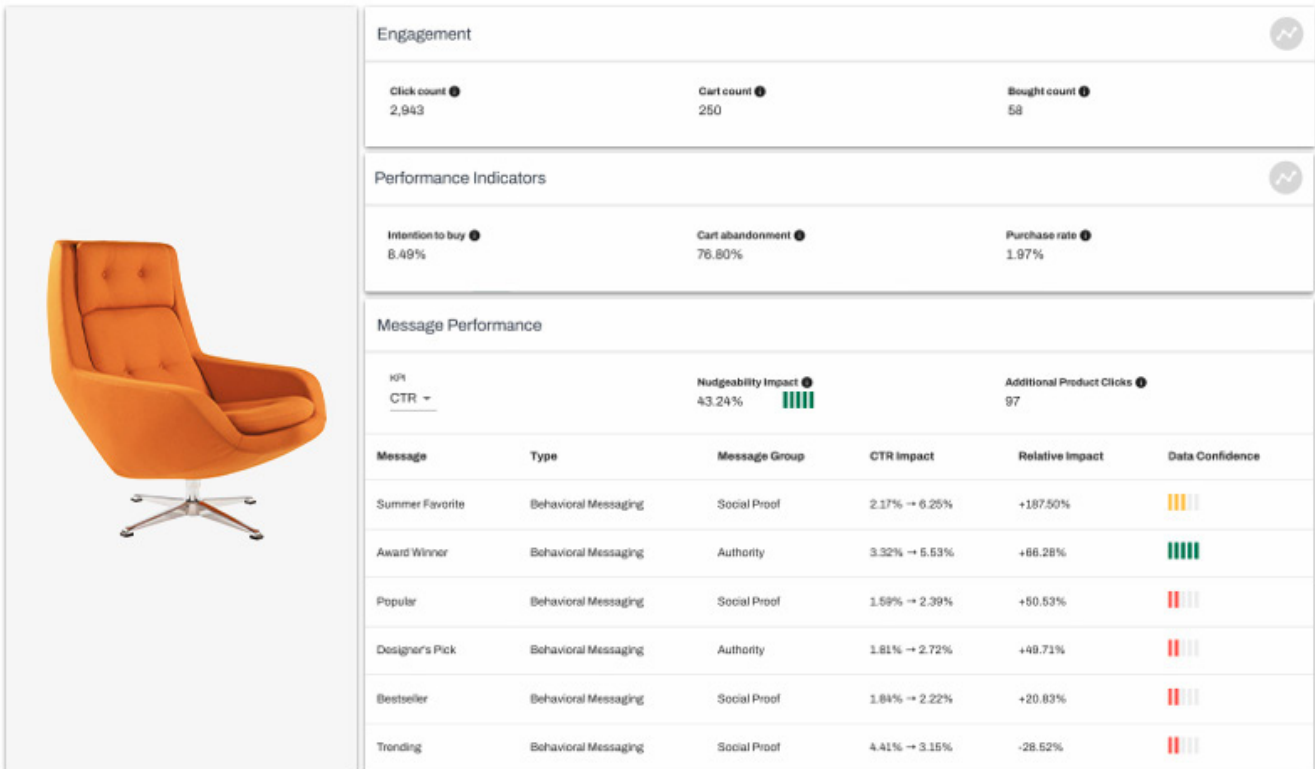 Engagement
Click count Cart count Bought count
2,943 250 58
Performance Indicators
Intention to buy Cart abandonment Purchase rate
8.49% 76.80% 1.97%
Message Performance
KPI Nudgeability Impact Additional Product Clicks
CTR 43.24% 97
Message Type Message Group CTR Impact Relative Impact Data Confidence
Summer Favorite Behavioral Messaging Social Proof 2.17% → 6.25% +187.50%
Award Winner Behavioral Messaging Authority 3.32% → 5.53% +66.28%
Popular Behavioral Messaging Social Proof 1.59% → 2.39% +50.53%
Designer's Pick Behavioral Messaging Authority 1.81% → 2.72% +49.71%
Bestseller Behavioral Messaging Social Proof 1.84% → 2.22% +20.83%
Trending Behavioral Messaging Social Proof 4.41% → 3.15% -28.52%